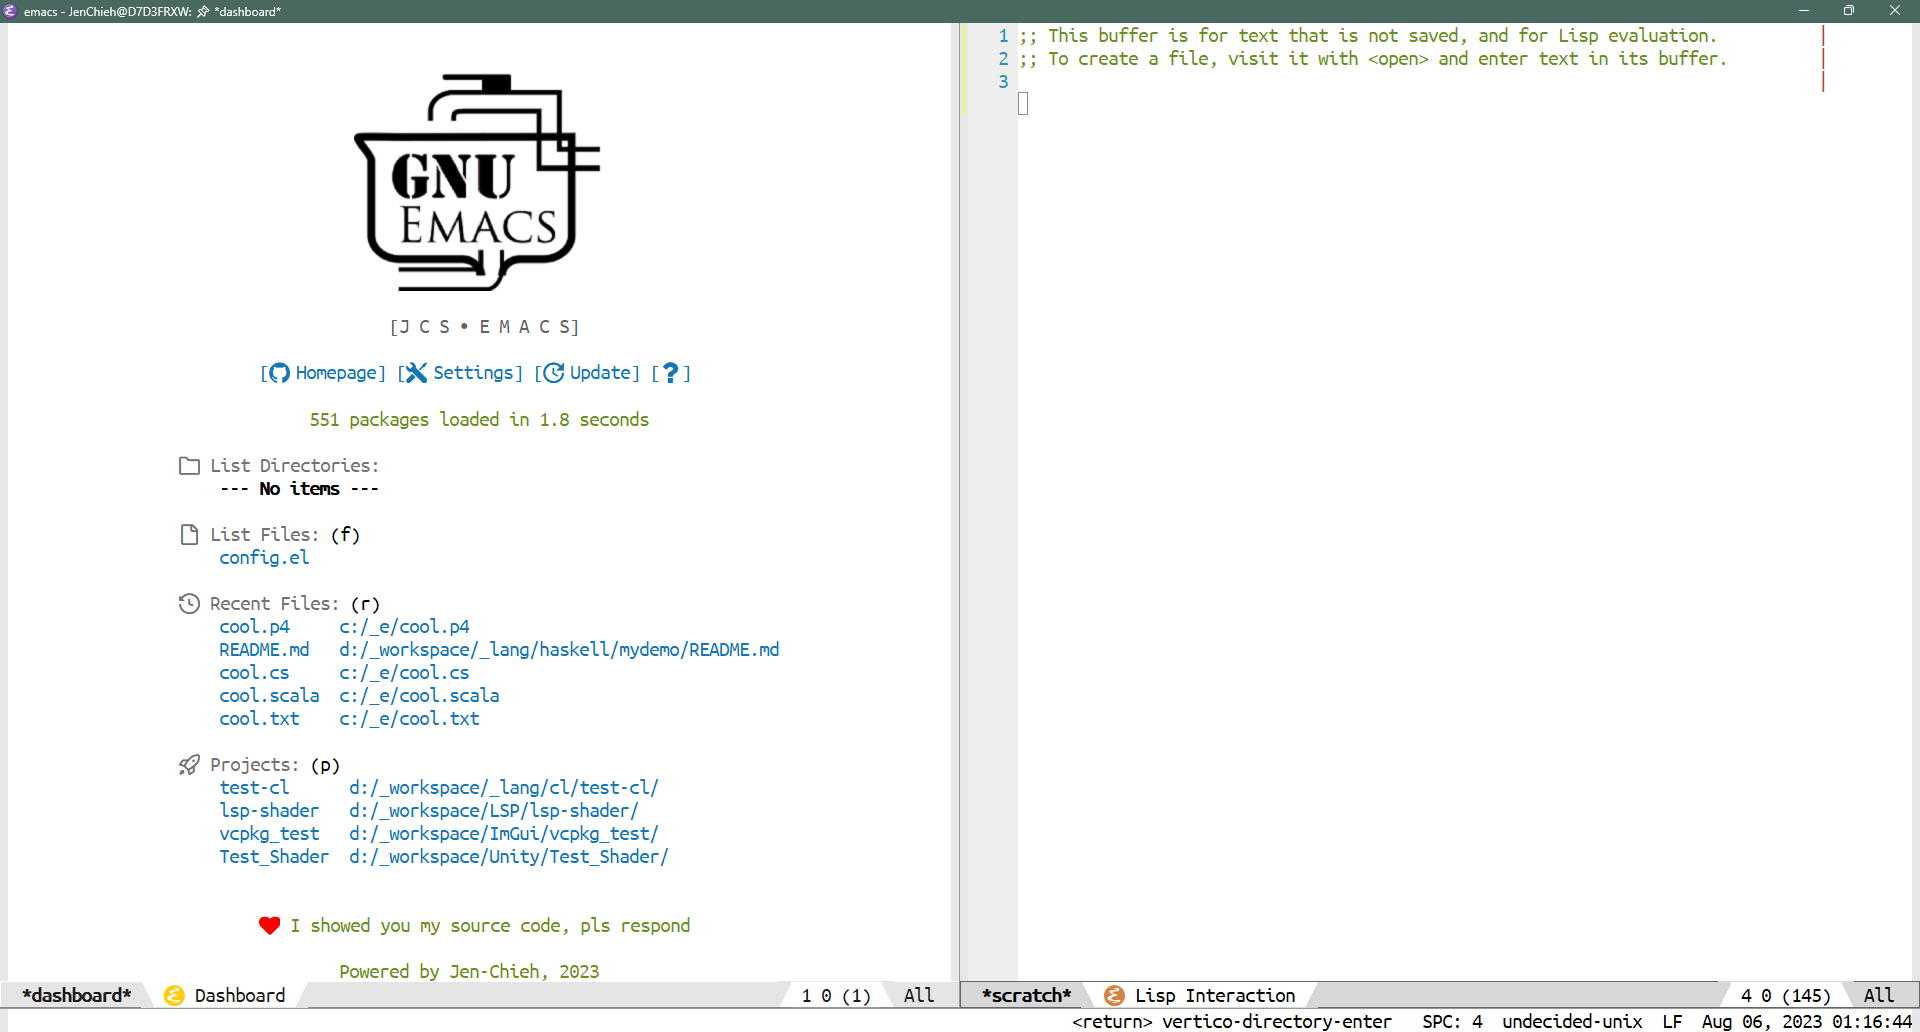 emacs - JenChieh@D7D3FRXW: *dashboard*
GNU
EMACS
[J C S • E M A C S]
[Homepage] [Settings] [Update] [?]
551 packages loaded in 1.8 seconds
List Directories:
--- No items ---
List Files: (f)
config.el
Recent Files: (r)
cool.p4 c:/_e/cool.p4
README.md d:/_workspace/_lang/haskell/mydemo/README.md
cool.cs c:/_e/cool.cs
cool.scala c:/_e/cool.scala
cool.txt c:/_e/cool.txt
Projects: (p)
test-cl d:/_workspace/_lang/cl/test-cl/
lsp-shader d:/_workspace/LSP/lsp-shader/
vcpkg_test d:/_workspace/ImGui/vcpkg_test/
Test_Shader d:/_workspace/Unity/Test_Shader/
I showed you my source code, pls respond
Powered by Jen-Chieh, 2023
*dashboard* Dashboard 1 0 (1) All
1 ;; This buffer is for text that is not saved, and for Lisp evaluation.
2 ;; To create a file, visit it with <open> and enter text in its buffer.
3
*scratch* Lisp Interaction 4 0 (145) All
<return> vertico-directory-enter SPC: 4 undecided-unix LF Aug 06, 2023 01:16:44